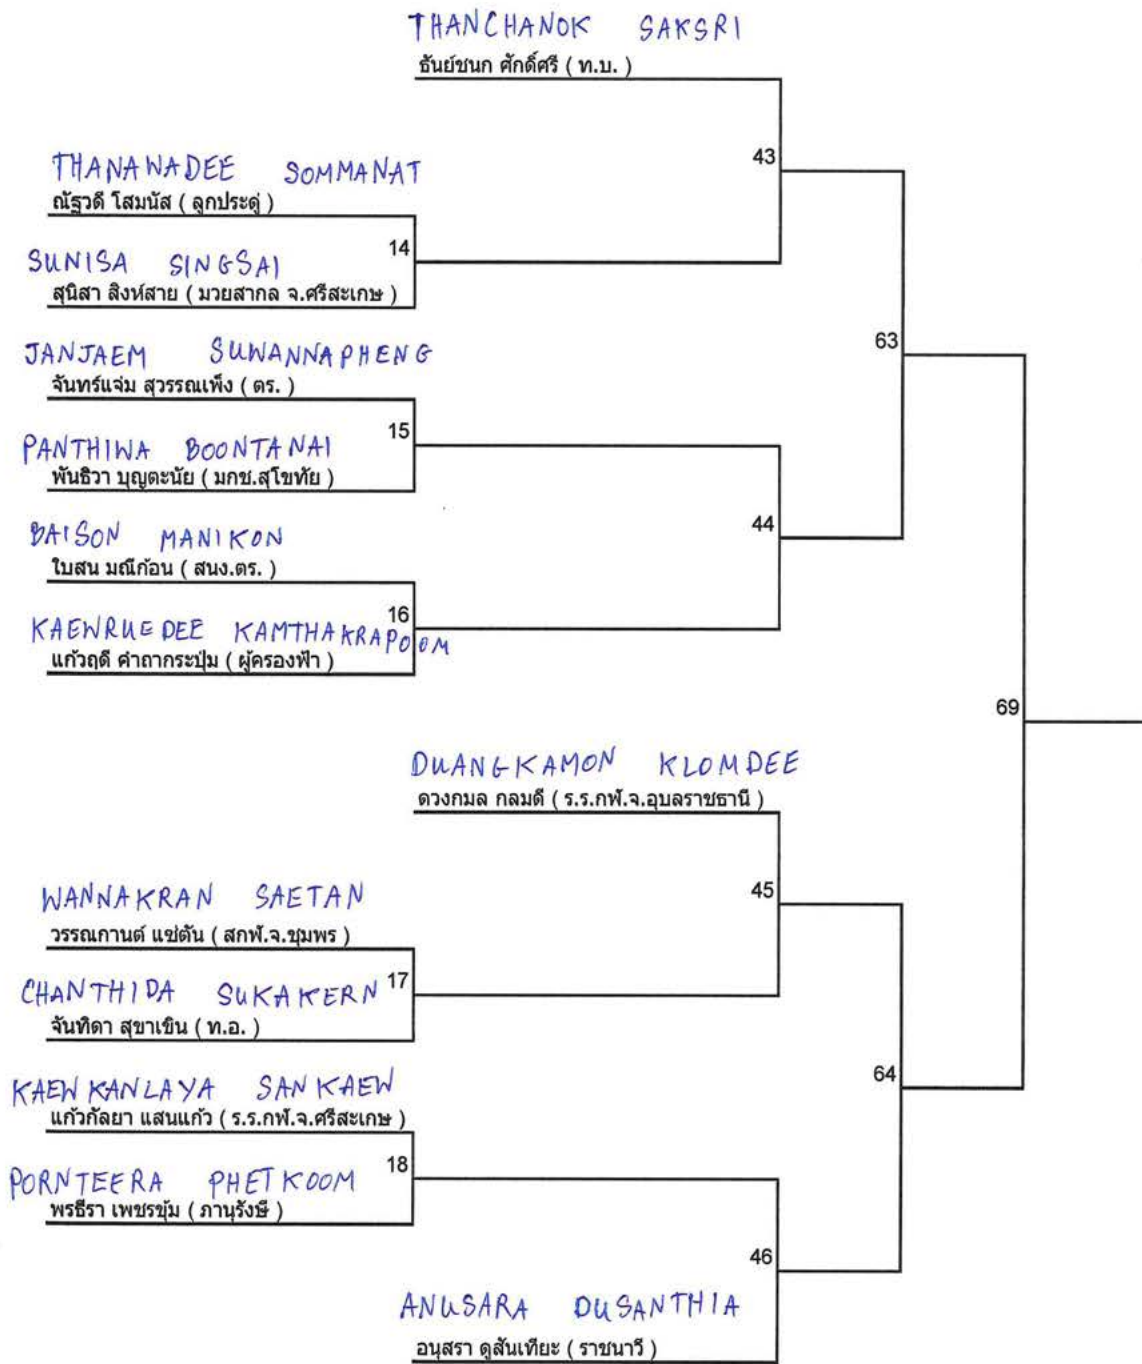 THANCHANOK SAKSRI
ธันย์ชนก ศักดิ์ศรี ( ท.บ. )
43
THANAWADEE SOMMANAT
ณัฐวดี โสมนัส ( ลูกประดู่ )
14
SUNISA SINGSAI
สุนิสา สิงห์สาย ( มวยสากล จ.ศรีสะเกษ )
63
JANJAEM SUWANNAPHENG
จันทร์แจ่ม สุวรรณเพ็ง ( ตร. )
15
PANTHIWA BOONTANAI
พันธิวา บุญตะนัย ( มกช.สุโขทัย )
44
BAISON MANIKON
ใบสน มณีก้อน ( สนง.ตร. )
16
KAEWRUEDEE KAMTHAKRAPOOM
แก้วฤดี คำถากระปุ่ม ( ผู้ครองฟ้า )
69
DUANGKAMON KLOMDEE
ดวงกมล กลมดี ( ร.ร.กฬ.จ.อุบลราชธานี )
45
WANNAKRAN SAETAN
วรรณกานต์ แซ่ตัน ( สกฬ.จ.ชุมพร )
17
CHANTHIDA SUKAKERN
จันทิดา สุขาเขิน ( ท.อ. )
64
KAEWKANLAYA SANKAEW
แก้วกัลยา แสนแก้ว ( ร.ร.กฬ.จ.ศรีสะเกษ )
18
PORNTEERA PHETKOOM
พรธีรา เพชรขุ้ม ( ภานุรังษี )
46
ANUSARA DUSANTHIA
อนุสรา ดูสันเทียะ ( ราชนาวี )